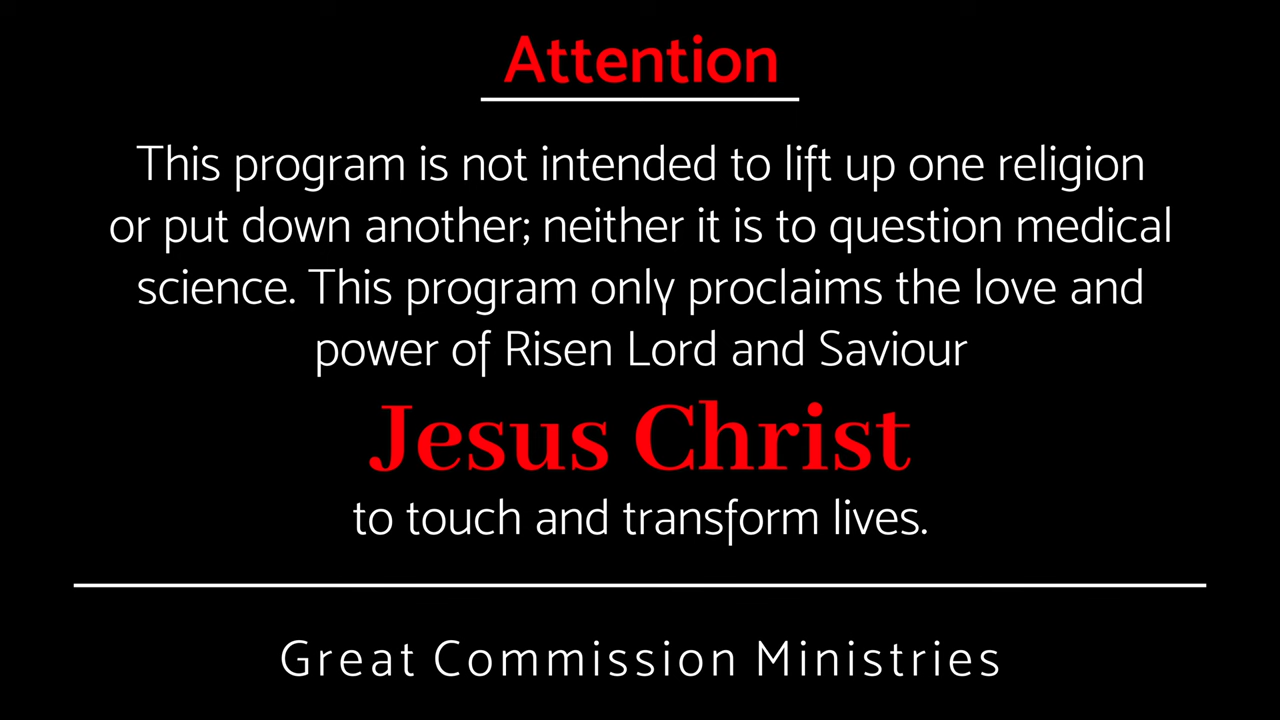 Attention
This program is not intended to lift up one religion
or put down another; neither it is to question medical
science. This program only proclaims the love and
power of Risen Lord and Saviour
Jesus Christ
to touch and transform lives.
Great Commission Ministries